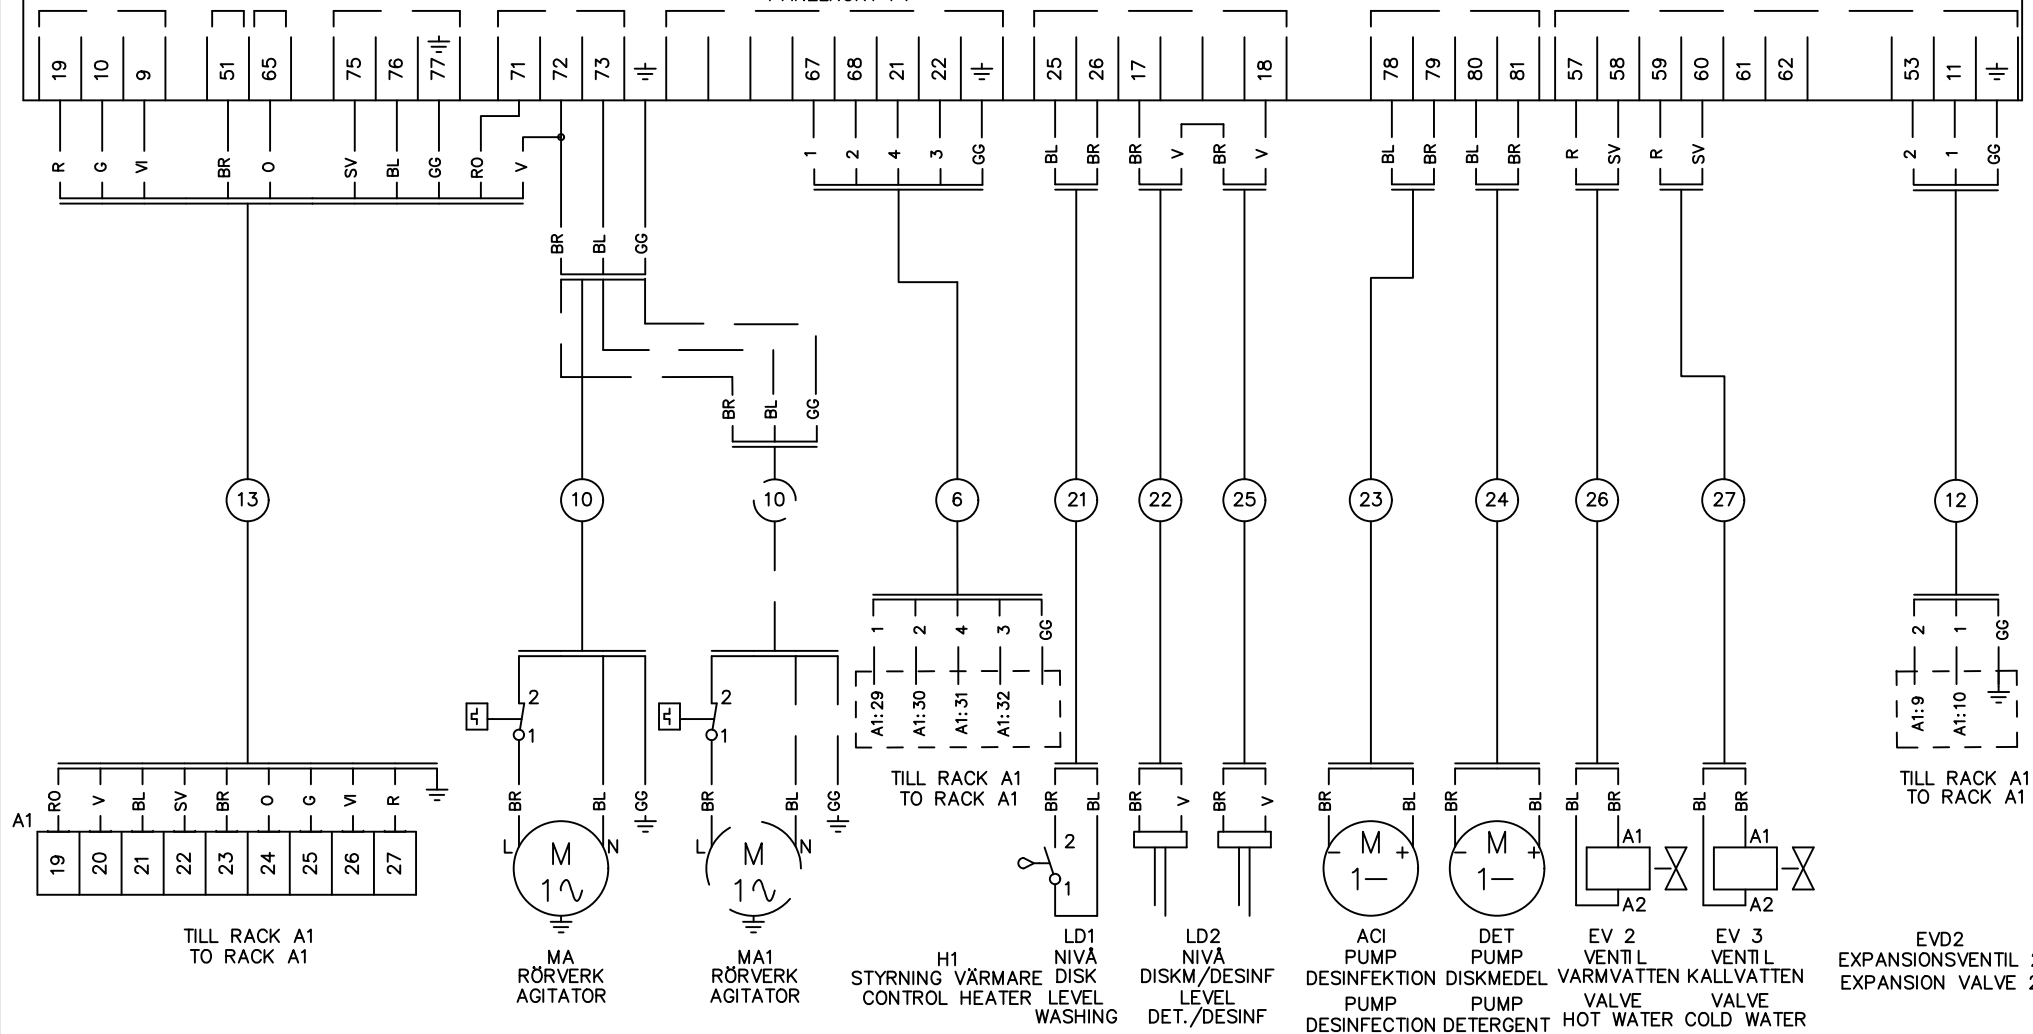 19 10 9 51 65 75 76 77 71 72 73 67 68 21 22 25 26 17 18 78 79 80 81 57 58 59 60 61 62 53 11
R G VI BR O SV BL GG RO V 1 2 4 3 GG BL BR BR V BR V BL BR BL BR R SV R SV 2 1 GG
BR BL GG
BR BL GG
13 10 10 6 21 22 25 23 24 26 27 12
1 2 4 3 GG 2 1 GG
A1:29 A1:30 A1:31 A1:32 A1:9 A1:10
2 2
1 1
TILL RACK A1
TO RACK A1
TILL RACK A1
TO RACK A1
RO V BL SV BR O G VI R BR BL GG BR BL GG BR BL BR V BR V BR BL BR BL BL BR BL BR
A1
19 20 21 22 23 24 25 26 27
L M N
1
L M N
1
2
1
- M +
1-
- M +
1-
A1
A2
A1
A2
TILL RACK A1
TO RACK A1
MA
RÖRVERK
AGITATOR
MA1
RÖRVERK
AGITATOR
H1
STYRNING VÄRMARE
CONTROL HEATER
LD1
NIVÅ
DISK
LEVEL
WASHING
LD2
NIVÅ
DISKM/DESINF
LEVEL
DET./DESINF
ACI
PUMP
DESINFEKTION
PUMP
DESINFECTION
DET
PUMP
DISKMEDEL
PUMP
DETERGENT
EV 2
VENTIL
VARMVATTEN
VALVE
HOT WATER
EV 3
VENTIL
KALLVATTEN
VALVE
COLD WATER
EVD2
EXPANSIONSVENTIL 2
EXPANSION VALVE 2